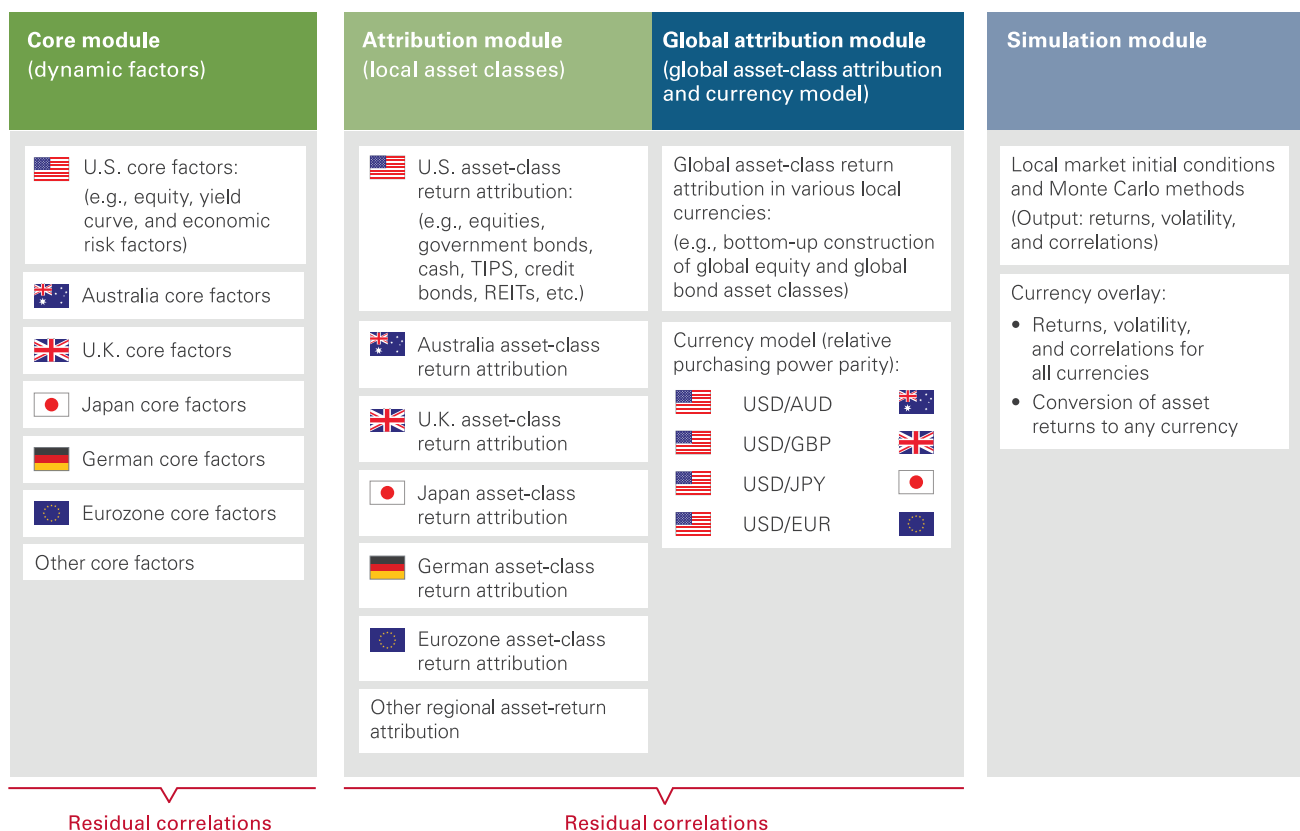 Core module
(dynamic factors)
U.S. core factors:
(e.g., equity, yield
curve, and economic
risk factors)
Australia core factors
U.K. core factors
Japan core factors
German core factors
Eurozone core factors
Other core factors
Residual correlations
Attribution module
(local asset classes)
U.S. asset-class
return attribution:
(e.g., equities,
government bonds,
cash, TIPS, credit
bonds, REITs, etc.)
Australia asset-class
return attribution
U.K. asset-class
return attribution
Japan asset-class
return attribution
German asset-class
return attribution
Eurozone asset-class
return attribution
Other regional asset-return
attribution
Global attribution module
(global asset-class attribution
and currency model)
Global asset-class return
attribution in various local
currencies:
(e.g., bottom-up construction
of global equity and global
bond asset classes)
Currency model (relative
purchasing power parity):
USD/AUD
USD/GBP
USD/JPY
USD/EUR
Residual correlations
Simulation module
Local market initial conditions
and Monte Carlo methods
(Output: returns, volatility,
and correlations)
Currency overlay:
• Returns, volatility,
and correlations for
all currencies
• Conversion of asset
returns to any currency